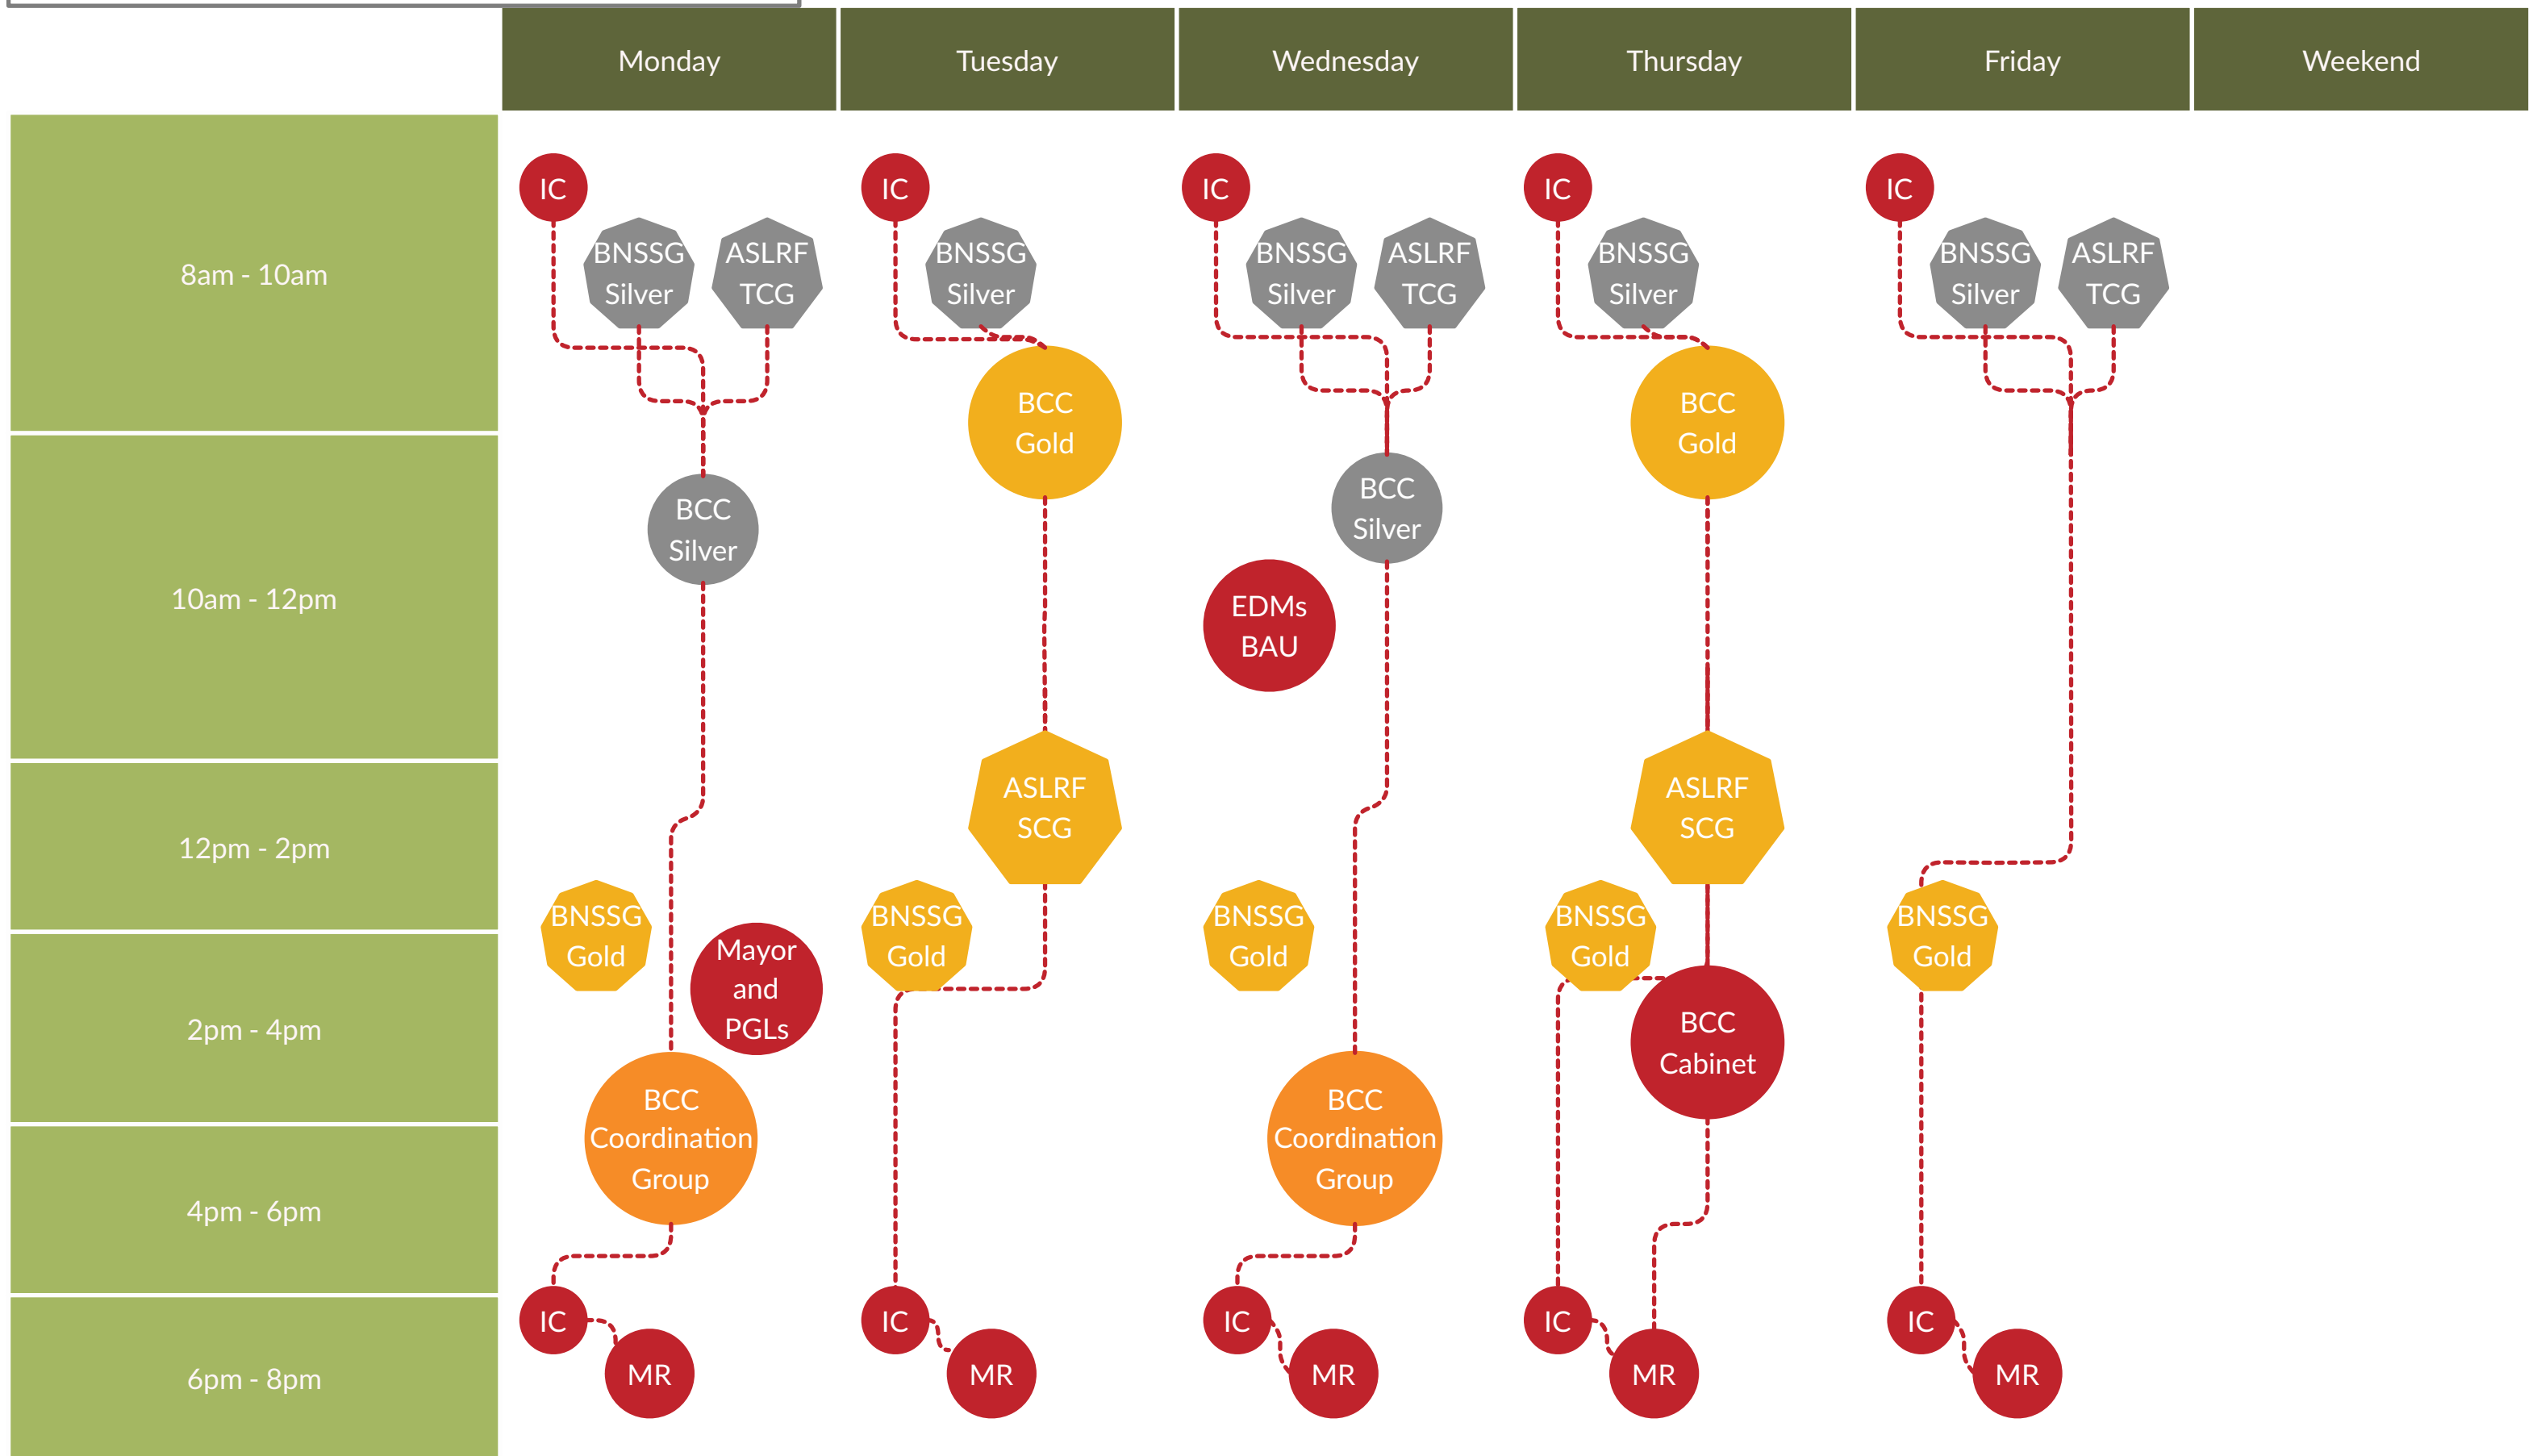 Monday
Tuesday
Wednesday
Thursday
Friday
Weekend
8am - 10am
IC
BNSSG
Silver
ASLRF
TCG
IC
BNSSG
Silver
IC
BNSSG
Silver
ASLRF
TCG
IC
BNSSG
Silver
IC
BNSSG
Silver
ASLRF
TCG
BCC
Gold
BCC
Gold
10am - 12pm
BCC
Silver
BCC
Silver
EDMs
BAU
12pm - 2pm
ASLRF
SCG
ASLRF
SCG
BNSSG
Gold
BNSSG
Gold
BNSSG
Gold
BNSSG
Gold
BNSSG
Gold
2pm - 4pm
Mayor
and
PGLs
BCC
Cabinet
BCC
Coordination
Group
BCC
Coordination
Group
4pm - 6pm
IC
IC
IC
IC
IC
6pm - 8pm
MR
MR
MR
MR
MR